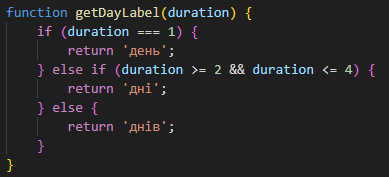 function getDayLabel(duration) {
    if (duration === 1) {
        return 'день';
    } else if (duration >= 2 && duration <= 4) {
        return 'дні';
    } else {
        return 'днів';
    }
}